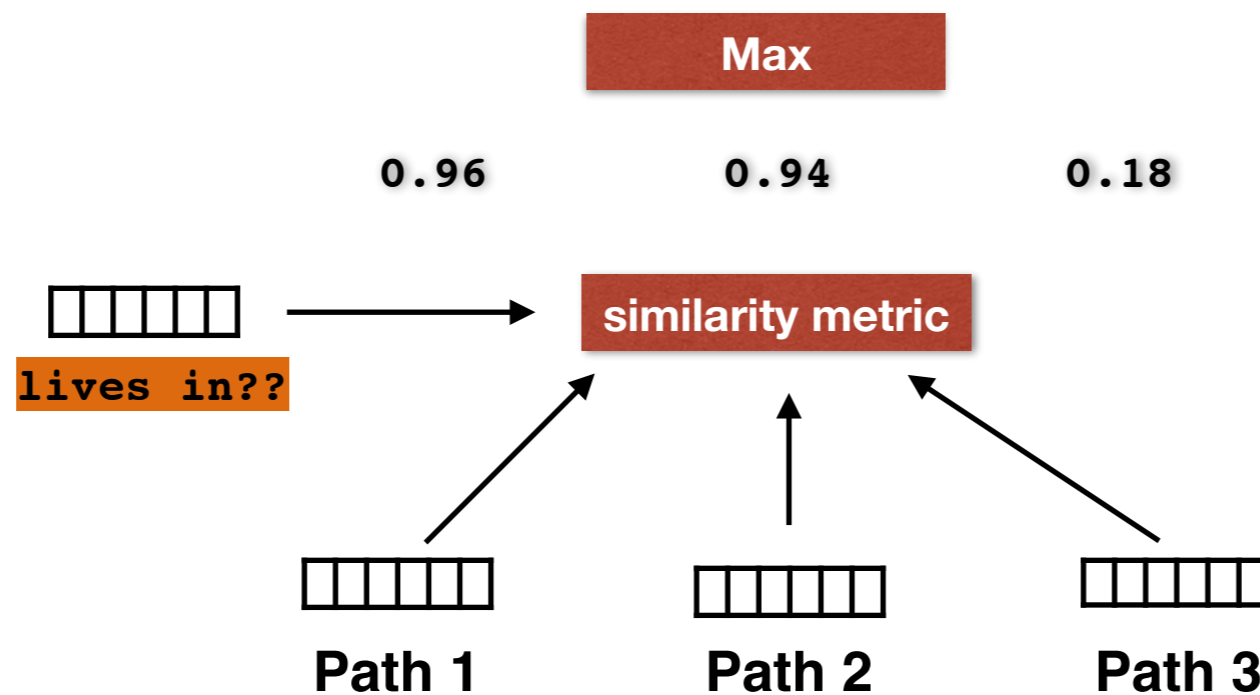 Max
0.96 0.94 0.18
similarity metric
lives in??
Path 1 Path 2 Path 3